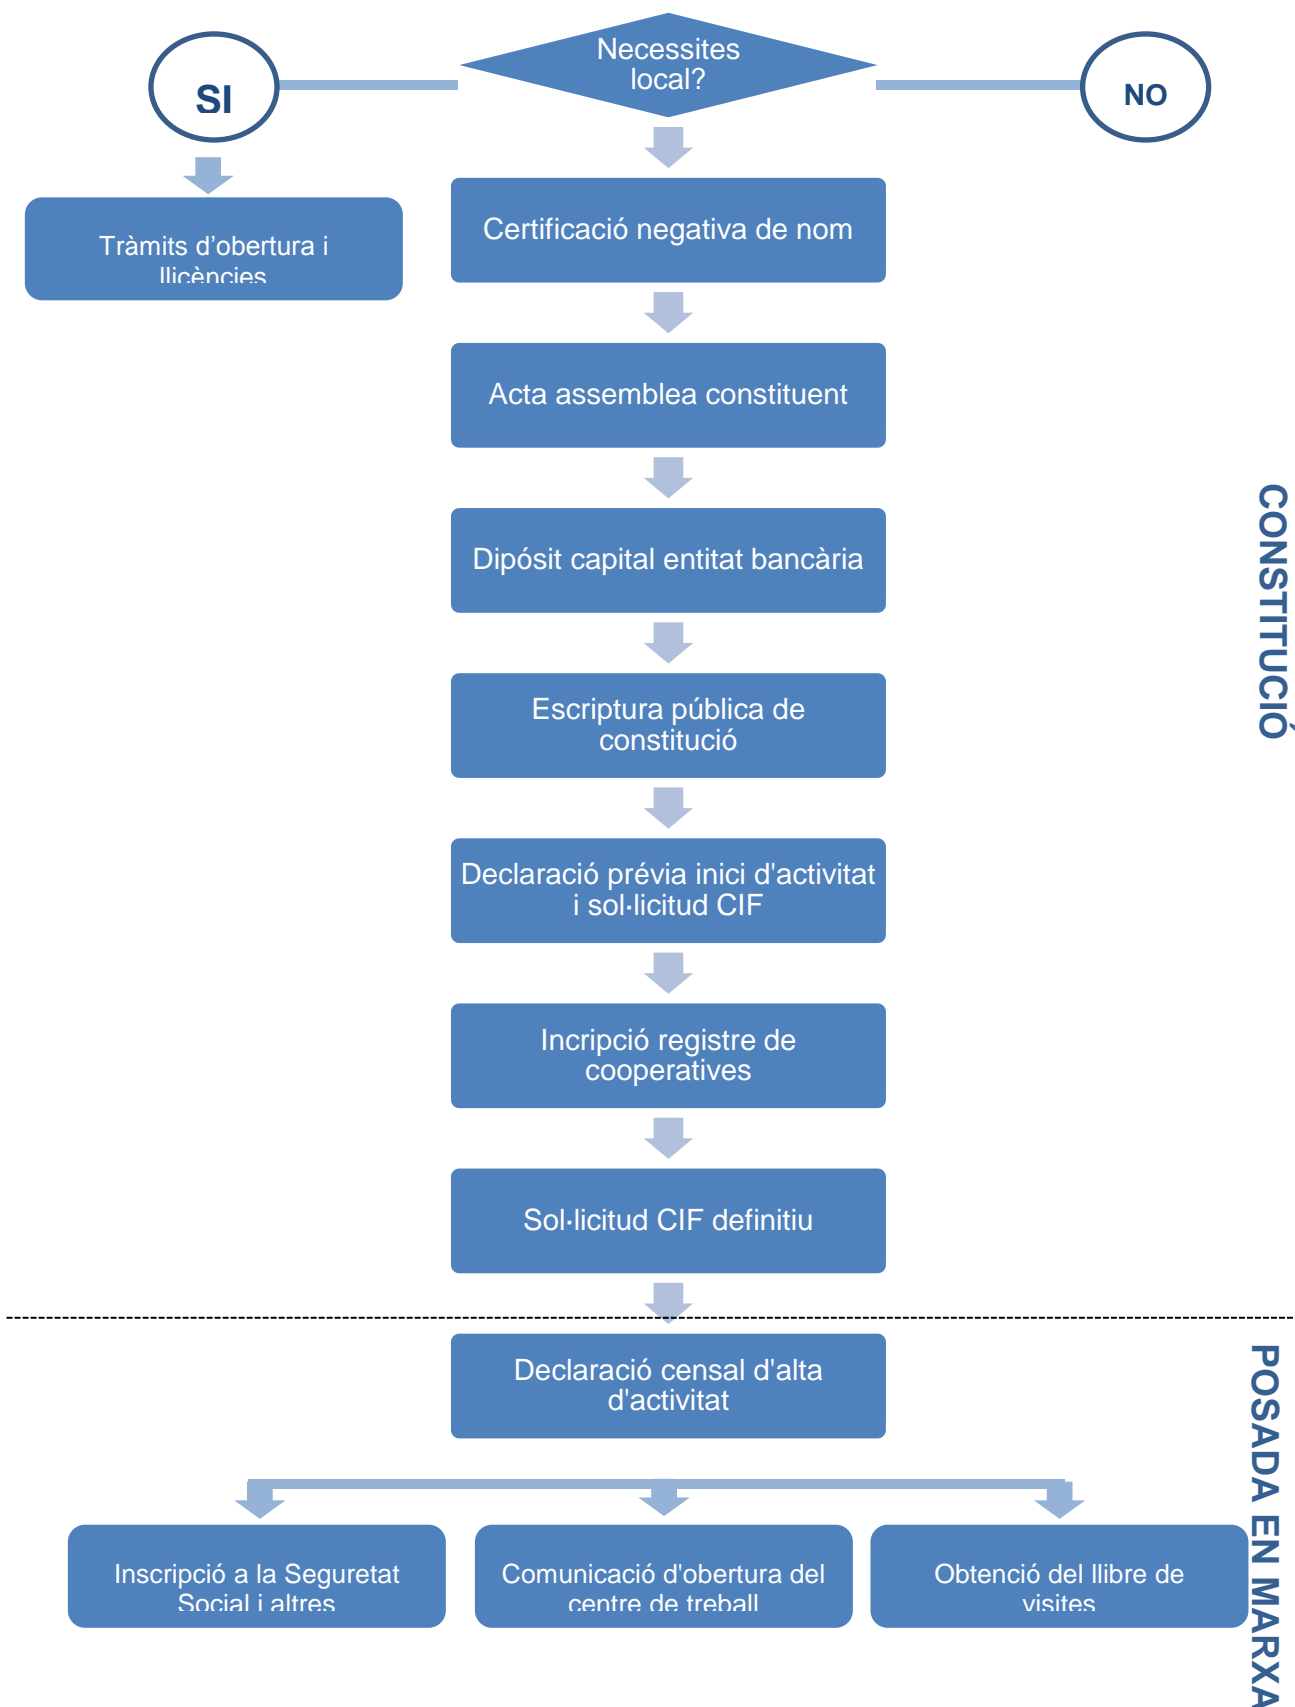 Necessites
local?
SI
NO
Tràmits d’obertura i
llicències
Certificació negativa de nom
Acta assemblea constituent
Dipósit capital entitat bancària
Escriptura pública de
constitució
Declaració prévia inici d'activitat
i sol·licitud CIF
Incripció registre de
cooperatives
Sol·licitud CIF definitiu
CONSTITUCIÓ
Declaració censal d'alta
d'activitat
Inscripció a la Seguretat
Social i altres
Comunicació d'obertura del
centre de treball
Obtenció del llibre de
visites
POSADA EN MARXA